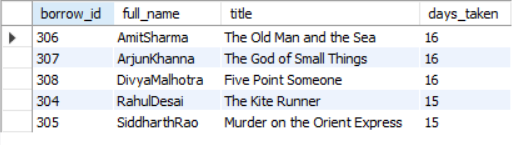 borrow_id full_name title days_taken
306 AmitSharma The Old Man and the Sea 16
307 ArjunKhanna The God of Small Things 16
308 DivyaMalhotra Five Point Someone 16
304 RahulDesai The Kite Runner 15
305 SiddharthRao Murder on the Orient Express 15